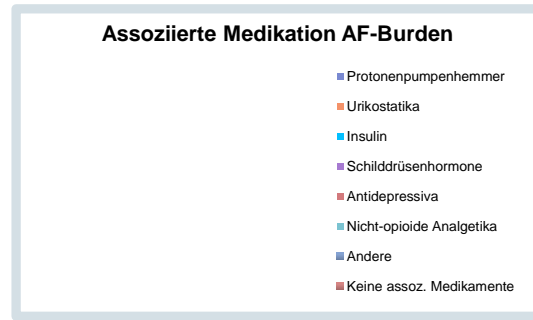 Assoziierte Medikation AF-Burden
Protonenpumpenhemmer
Urikostatika
Insulin
Schilddrüsenhormone
Antidepressiva
Nicht-opioide Analgetika
Andere
Keine assoz. Medikamente